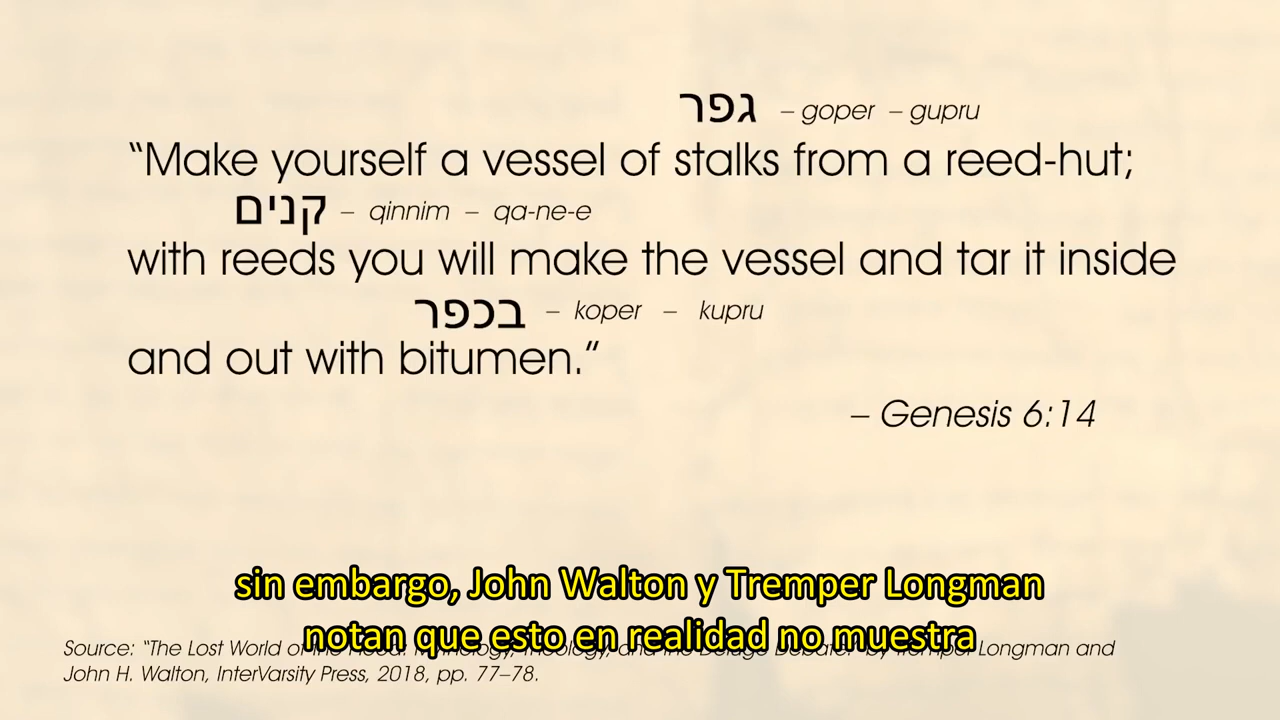 גפר – goper – gupru
“Make yourself a vessel of stalks from a reed-hut;
קנים – qinnim – qa-ne-e
with reeds you will make the vessel and tar it inside
בכפר – koper – kupru
and out with bitumen.”
– Genesis 6:14
sin embargo, John Walton y Tremper Longman
notan que esto en realidad no muestra
Source: “The Lost World of Theology, and the Deluge Debate by Tremper Longman and
John H. Walton, InterVarsity Press, 2018, pp. 77–78.